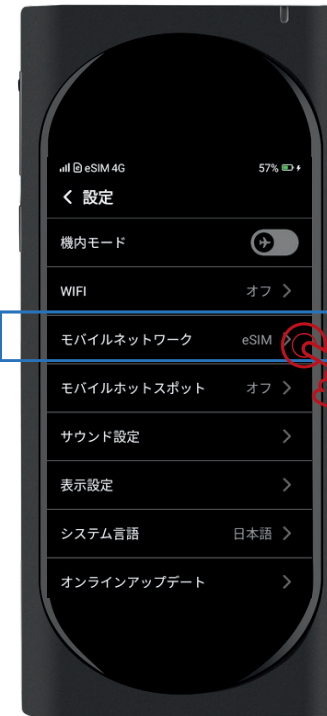 eSIM 4G 57%
設定
機内モード
WIFI オフ
モバイルネットワーク eSIM
モバイルホットスポット オフ
サウンド設定
表示設定
システム言語 日本語
オンラインアップデート